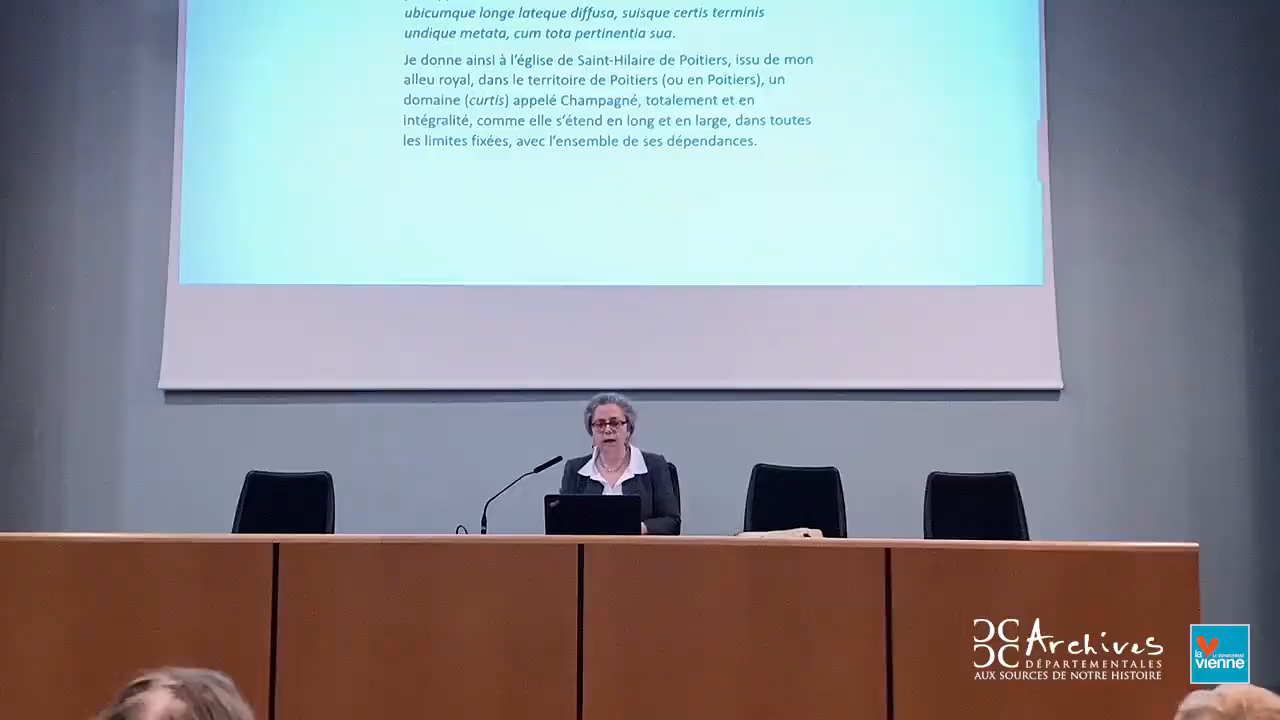 ubicumque longe lateque diffusa, suisque certis terminis
undique metata, cum tota pertinentia sua.
Je donne ainsi à l'église de Saint-Hilaire de Poitiers, issu de mon
alleu royal, dans le territoire de Poitiers (ou en Poitiers), un
domaine (curtis) appelé Champagné, totalement et en
intégralité, comme elle s'étend en long et en large, dans toutes
les limites fixées, avec l'ensemble de ses dépendances.
Archives
DÉPARTEMENTALES
AUX SOURCES DE NOTRE HISTOIRE
la
LE DÉPARTEMENT
vienne